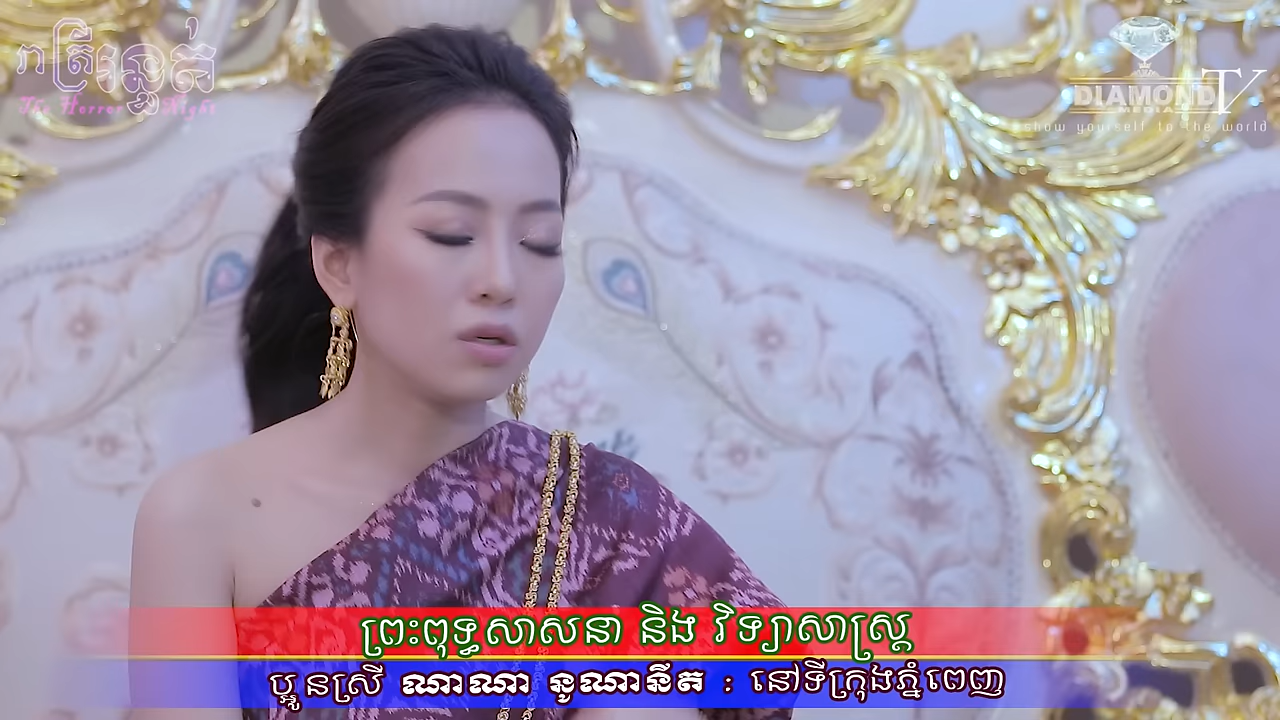 រាត្រីរន្ធត់
The Horror Night
DIAMOND TV
MEDIA
show yourself to the world
ព្រះពុទ្ធសាសនា និង វិទ្យាសាស្ត្រ
ប្អូនស្រី ណាណា នូណានីត : នៅទីក្រុងភ្នំពេញ